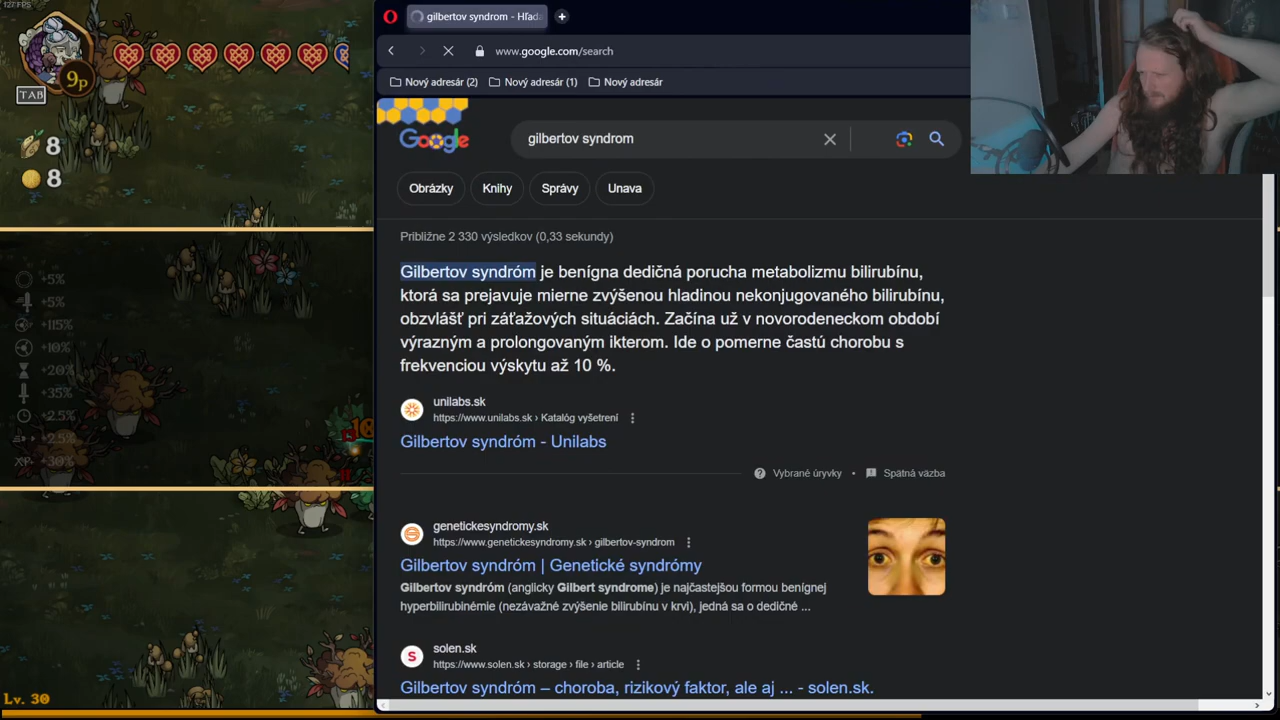 127 FPS
9p
TAB
8
8
+5%
+5%
+115%
+10%
+20%
+35%
+2.5%
+2.5%
XP
+30%
Lv. 30
gilbertov syndrom - Hľad
www.google.com/search
Nový adresár (2)
Nový adresár (1)
Nový adresár
Google
gilbertov syndrom
Obrázky
Knihy
Správy
Unava
Približne 2 330 výsledkov (0,33 sekundy)
Gilbertov syndróm je benígna dedičná porucha metabolizmu bilirubínu,
ktorá sa prejavuje mierne zvýšenou hladinou nekonjugovaného bilirubínu,
obzvlášť pri záťažových situáciách. Začína už v novorodeneckom období
výrazným a prolongovaným ikterom. Ide o pomerne častú chorobu s
frekvenciou výskytu až 10 %.
unilabs.sk
https://www.unilabs.sk › Katalóg vyšetrení
Gilbertov syndróm - Unilabs
Vybrané úryvky • Spätná väzba
genetickesyndromy.sk
https://www.genetickesyndromy.sk › gilbertov-syndrom
Gilbertov syndróm | Genetické syndrómy
Gilbertov syndróm (anglicky Gilbert syndrome) je najčastejšou formou benígnej
hyperbilirubinémie (nezávažné zvýšenie bilirubínu v krvi), jedná sa o dedičné ...
S
solen.sk
https://www.solen.sk › storage › file › article
Gilbertov syndróm – choroba, rizikový faktor, ale aj ... - solen.sk.